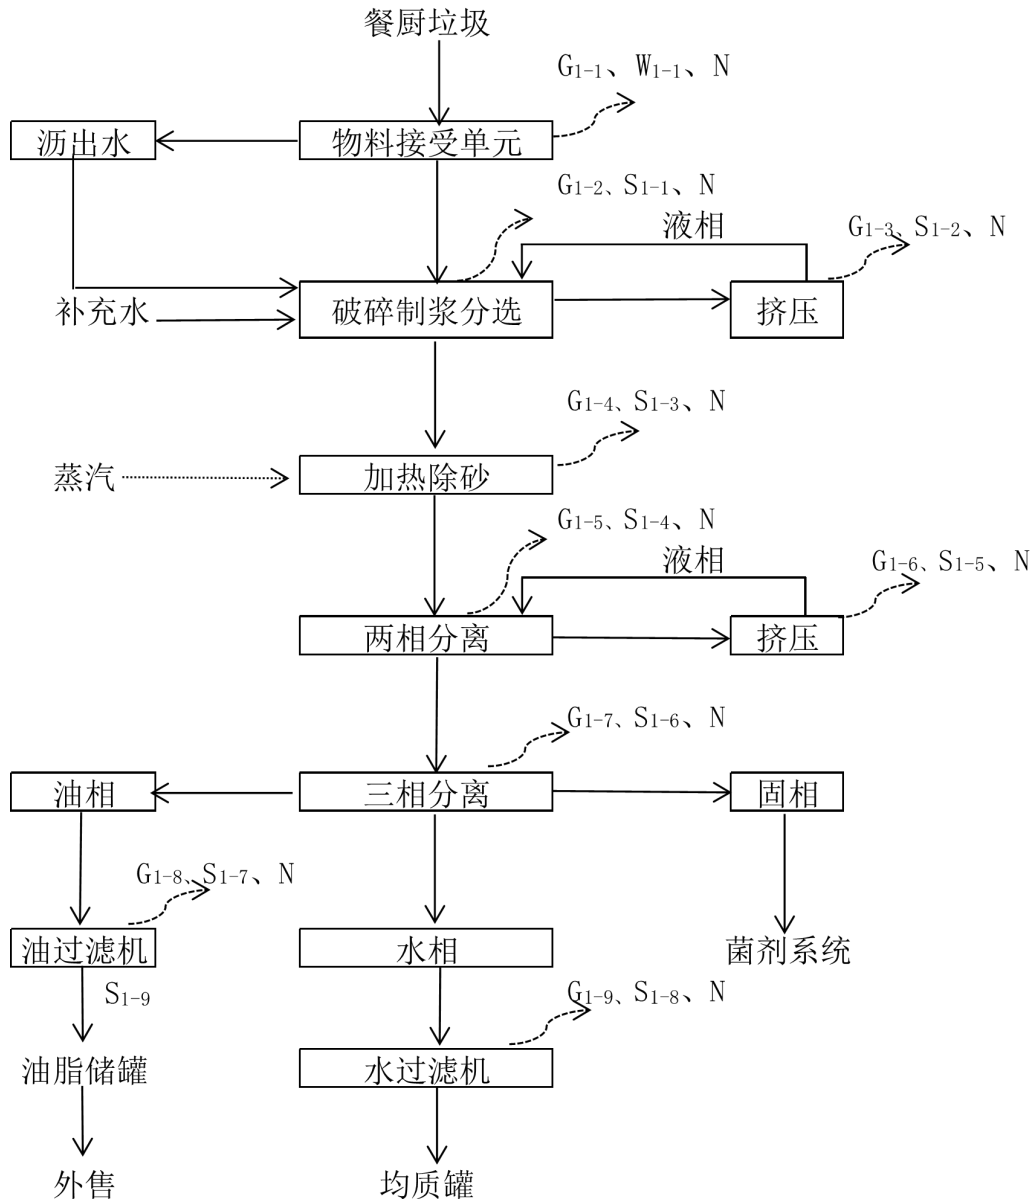 餐厨垃圾
G1-1、W1-1、N
沥出水
物料接受单元
G1-2、S1-1、N
液相
G1-3、S1-2、N
补充水
破碎制浆分选
挤压
G1-4、S1-3、N
蒸汽
加热除砂
G1-5、S1-4、N
液相
G1-6、S1-5、N
两相分离
挤压
G1-7、S1-6、N
油相
三相分离
固相
G1-8、S1-7、N
油过滤机
水相
菌剂系统
S1-9
G1-9、S1-8、N
油脂储罐
水过滤机
外售
均质罐